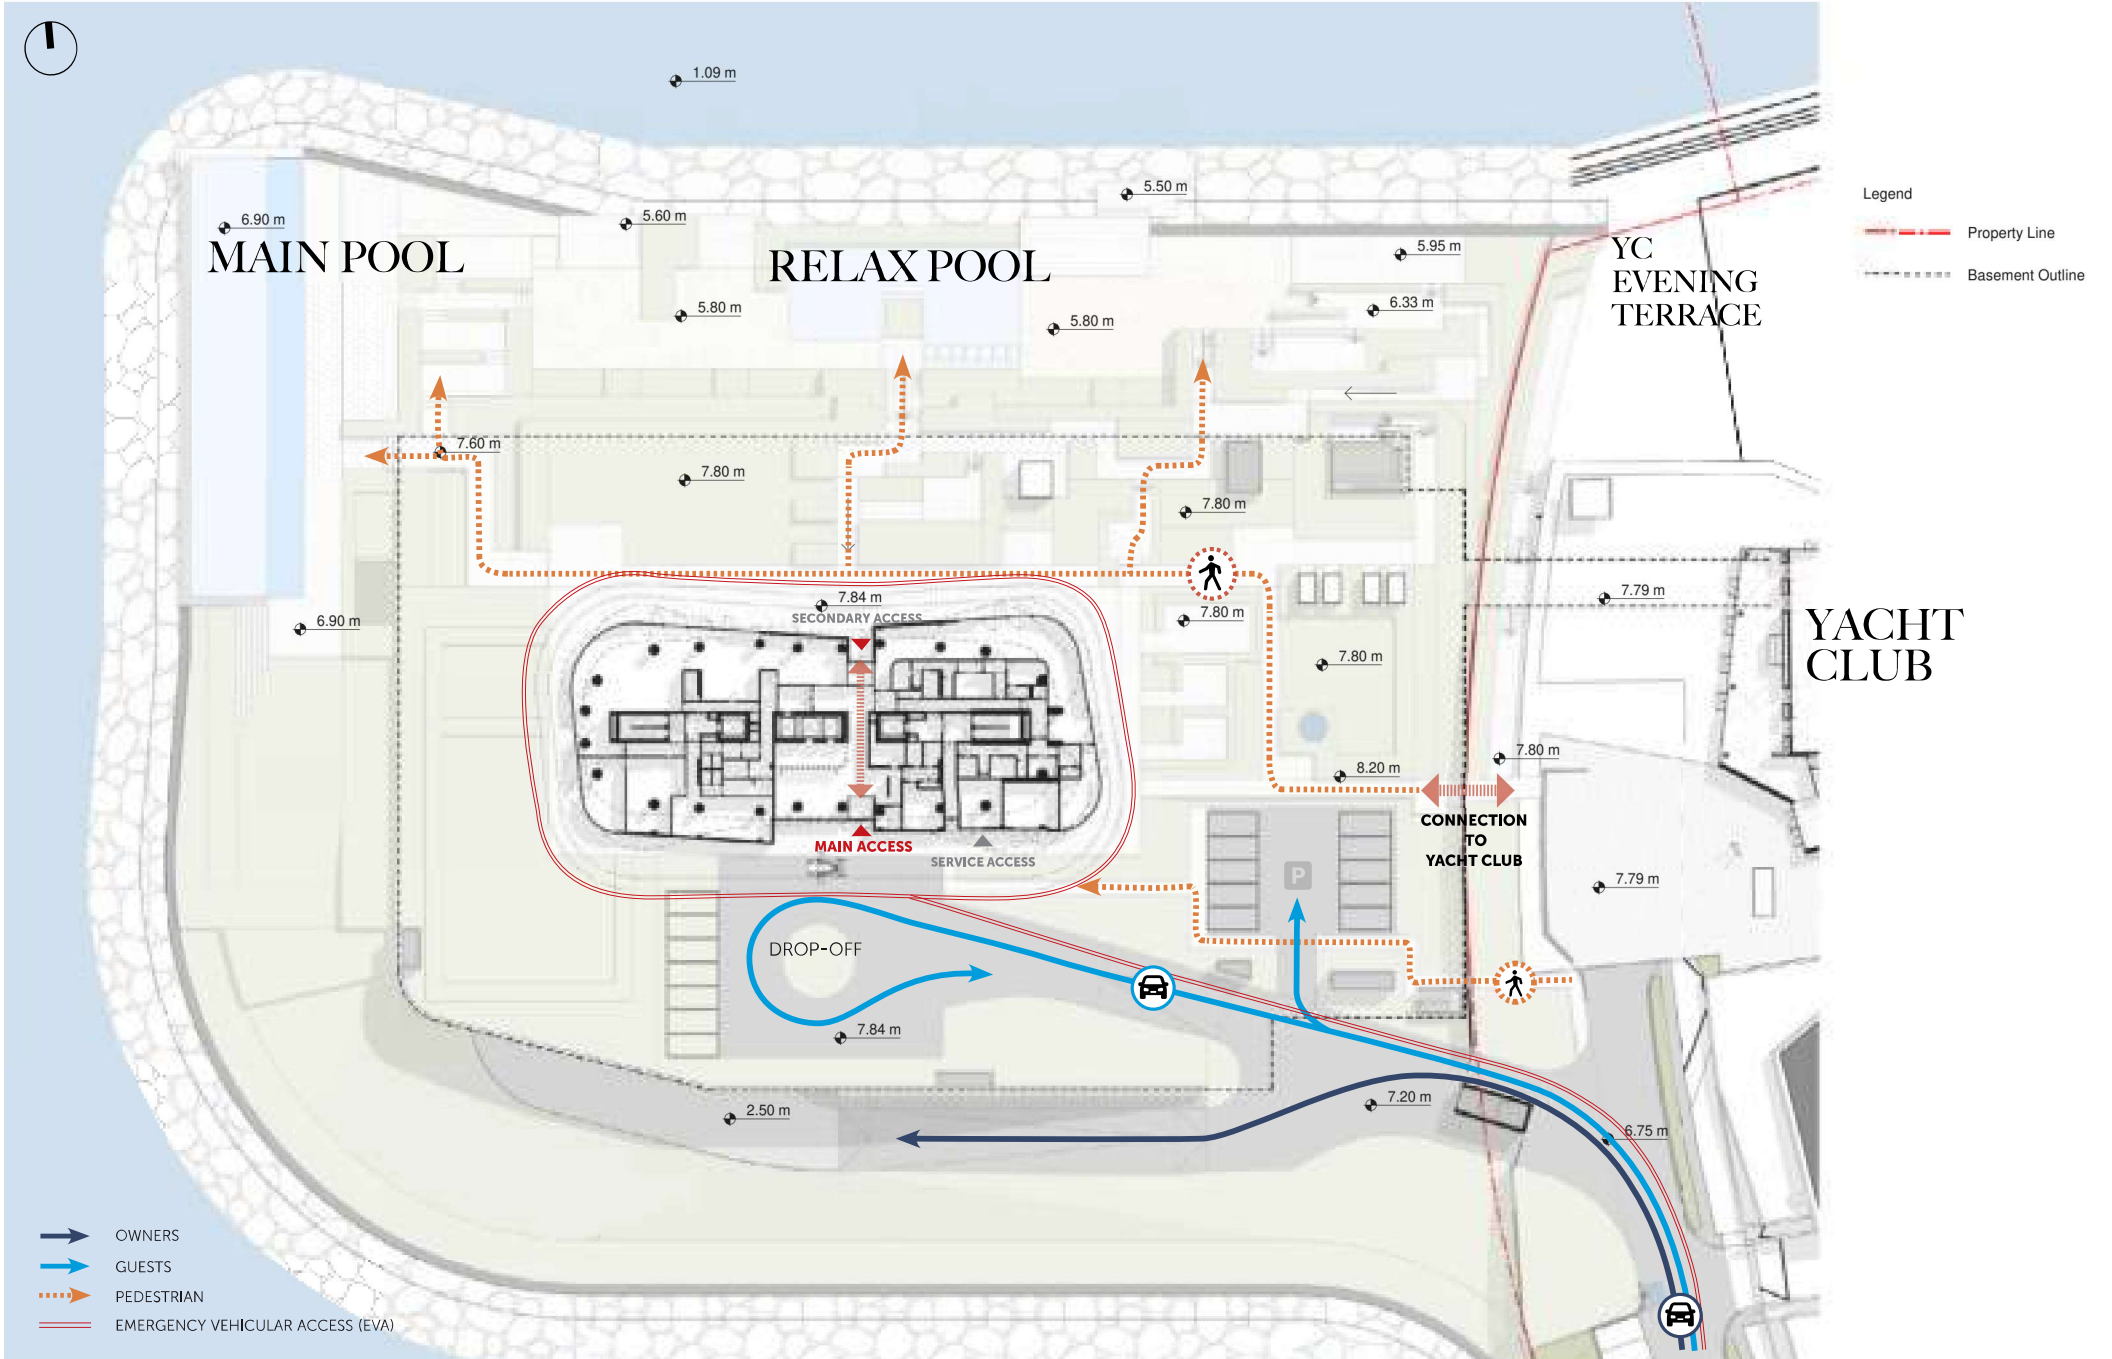 1.09 m
5.50 m
Legend
6.90 m
5.60 m
Property Line
MAIN POOL
RELAX POOL
5.95 m
YC
EVENING
TERRACE
Basement Outline
5.80 m
5.80 m
6.33 m
7.60 m
7.80 m
7.80 m
7.84 m
SECONDARY ACCESS
7.80 m
7.79 m
6.90 m
7.80 m
YACHT
CLUB
7.80 m
8.20 m
CONNECTION
TO
YACHT CLUB
MAIN ACCESS
SERVICE ACCESS
P
7.79 m
DROP-OFF
7.84 m
2.50 m
7.20 m
6.75 m
OWNERS
GUESTS
PEDESTRIAN
EMERGENCY VEHICULAR ACCESS (EVA)